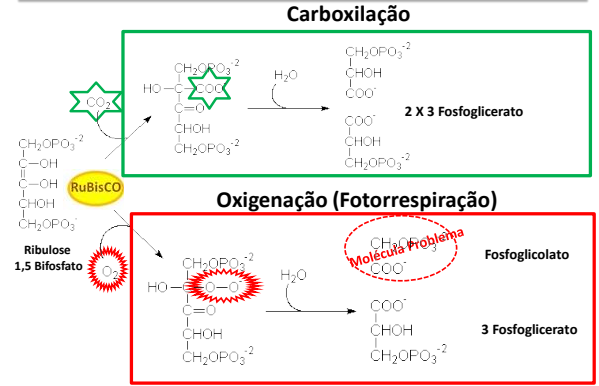 Carboxilação
CH₂OPO₃⁻²
HO
COO⁻
C=O
CHOH
CH₂OPO₃⁻²
H₂O
CH₂OPO₃⁻²
CHOH
COO⁻
COO⁻
CHOH
CH₂OPO₃⁻²
2 X 3 Fosfoglicerato
CO₂
CH₂OPO₃⁻²
C—OH
C—OH
CHOH
CH₂OPO₃⁻
RuBisCO
Ribulose
1,5 Bifosfato
O₂
Oxigenação (Fotorrespiração)
CH₂OPO₃⁻²
HO
C
O—O⁻
C=O
CHOH
CH₂OPO₃⁻²
H₂O
CH₂OPO₃⁻²
Molécula Problema
COO⁻
Fosfoglicolato
COO⁻
CHOH
CH₂OPO₃⁻²
3 Fosfoglicerato